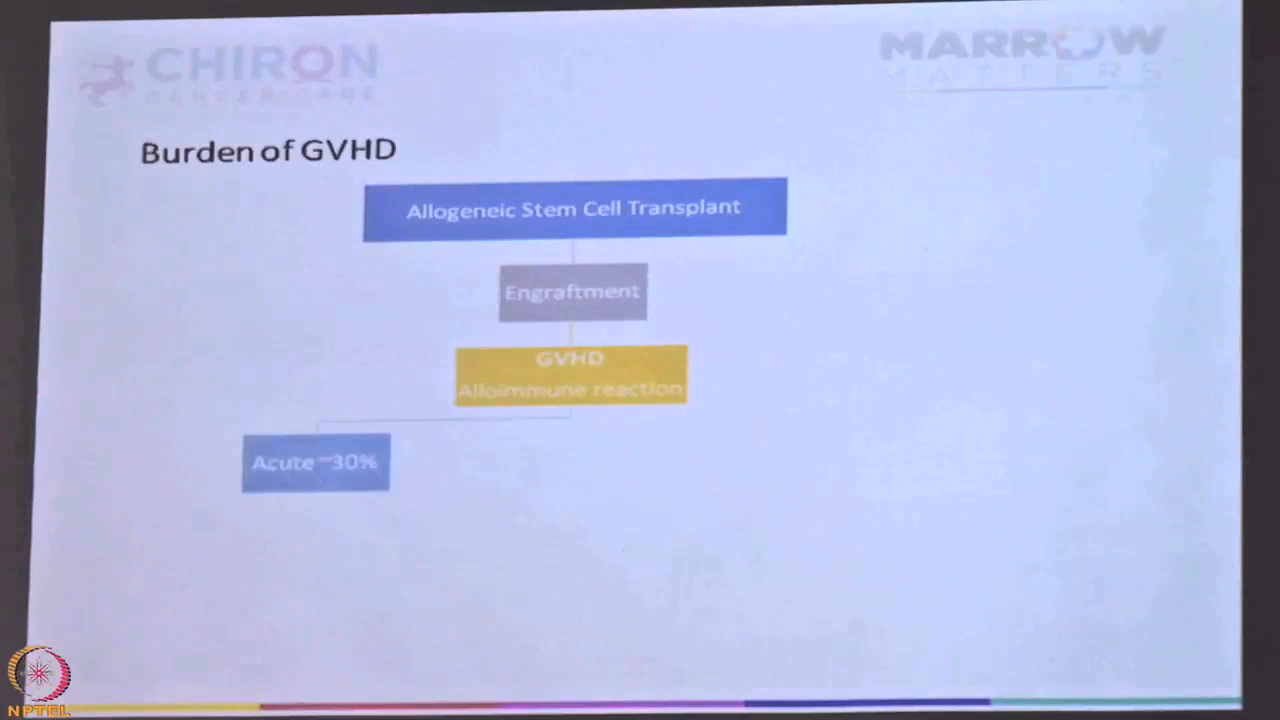 CHIRON
CANCER CARE
MARROW
MATTERS
Burden of GVHD
Allogeneic Stem Cell Transplant
Engraftment
GVHD
Alloimmune reaction
Acute ~30%
NPTEL